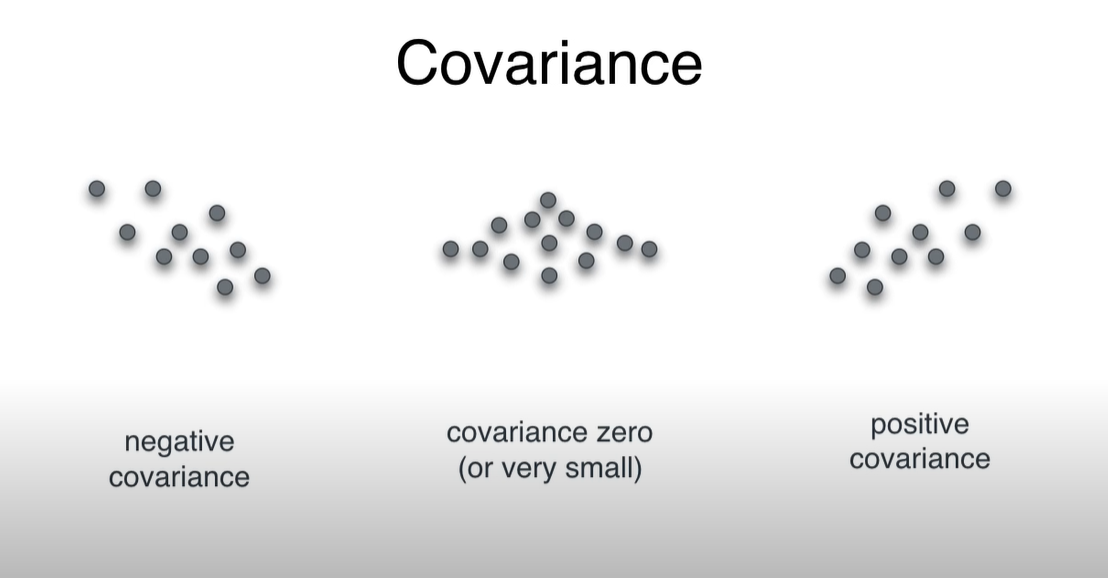 Covariance
negative
covariance
covariance zero
(or very small)
positive
covariance